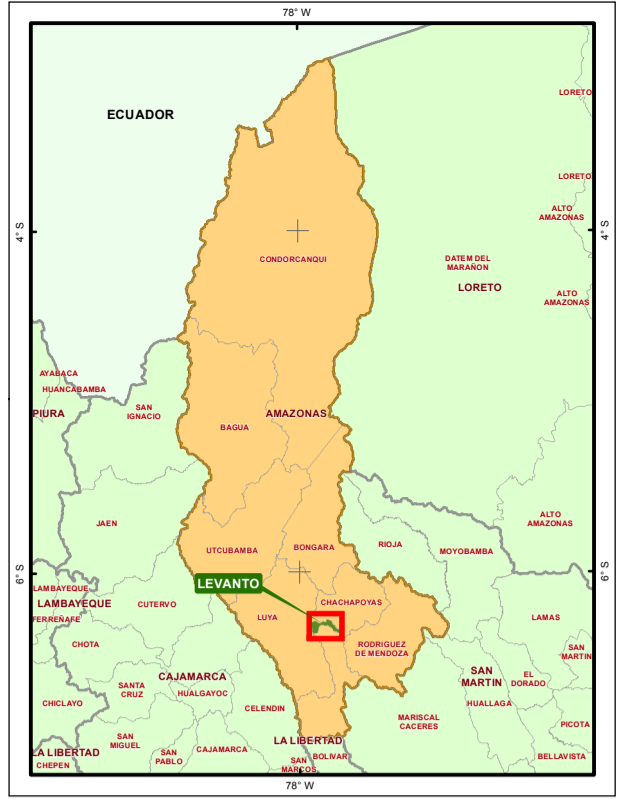 78° W
ECUADOR
LORETO
LORETO
ALTO
AMAZONAS
4° S
4° S
CONDORCANQUI
DATEM DEL
MARAÑON
LORETO
ALTO
AMAZONAS
AYABACA
HUANCABAMBA
PIURA
SAN
IGNACIO
AMAZONAS
BAGUA
JAEN
ALTO
AMAZONAS
UTCUBAMBA
BONGARA
RIOJA
MOYOBAMBA
6° S
6° S
LEVANTO
LAMBAYEQUE
LAMBAYEQUE
FERREÑAFE
CUTERVO
LUYA
CHACHAPOYAS
LAMAS
CHOTA
RODRIGUEZ
DE MENDOZA
SAN
MARTIN
CAJAMARCA
SANTA
CRUZ
HUALGAYOC
SAN
MARTIN
EL
DORADO
CHICLAYO
CELENDIN
HUALLAGA
MARISCAL
CACERES
PICOTA
SAN
MIGUEL
LA LIBERTAD
LA LIBERTAD
CHEPEN
SAN
PABLO
CAJAMARCA
SAN
MARCOS
BOLIVAR
BELLAVISTA
78° W